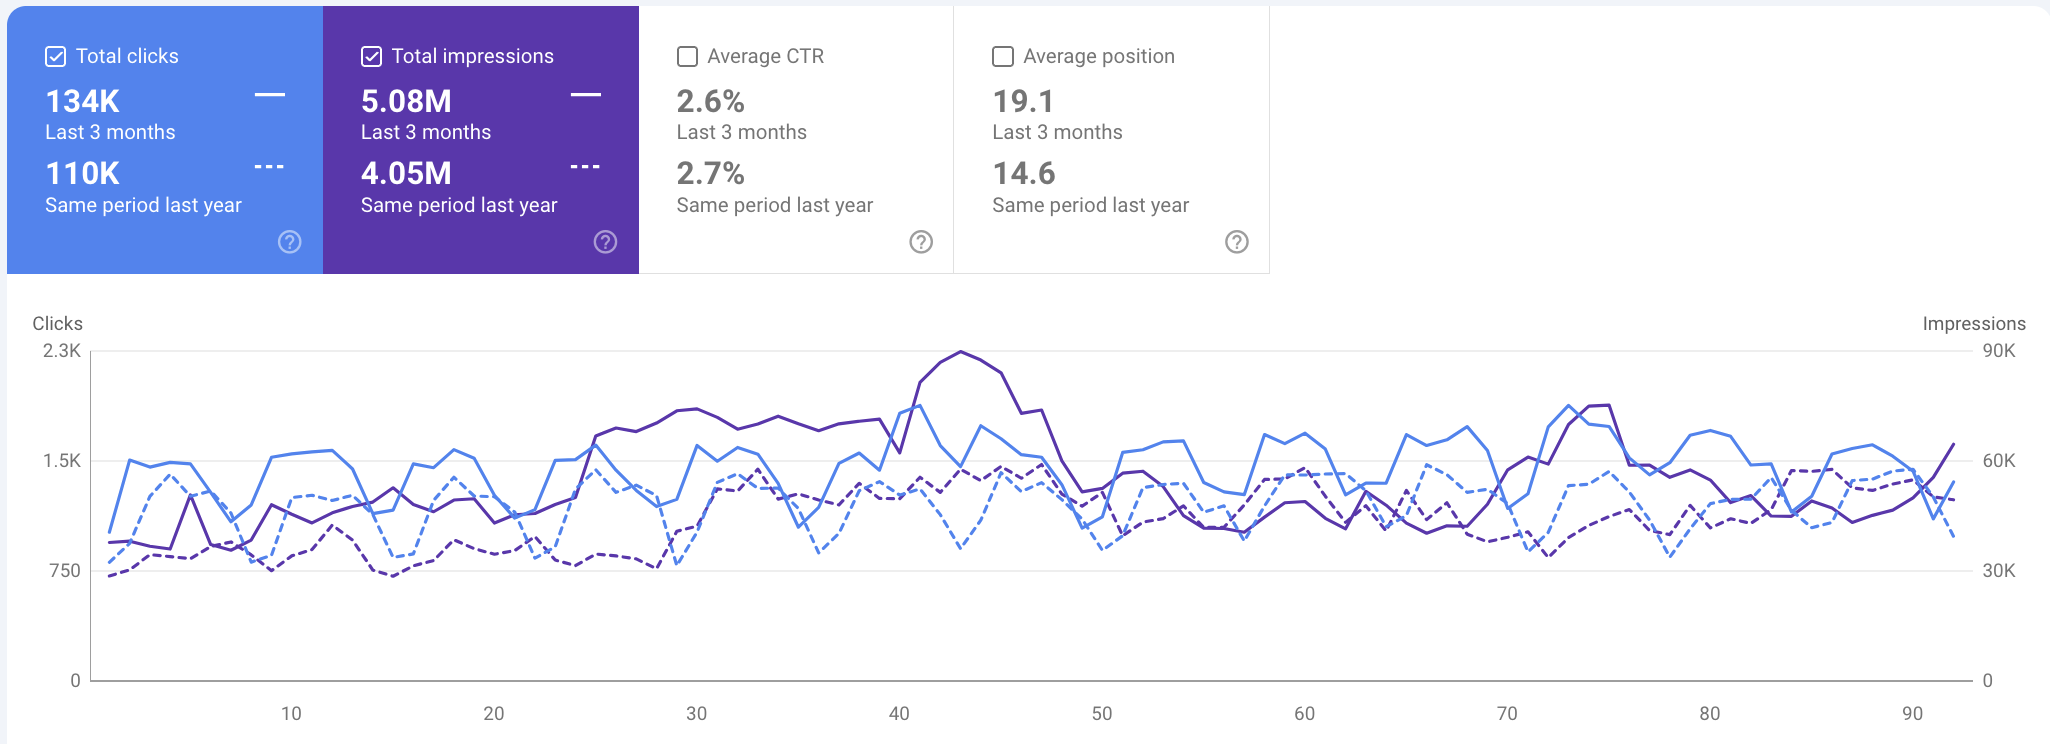 Total clicks
134K
Last 3 months
110K
Same period last year
Total impressions
5.08M
Last 3 months
4.05M
Same period last year
Average CTR
2.6%
Last 3 months
2.7%
Same period last year
Average position
19.1
Last 3 months
14.6
Same period last year
Clicks
Impressions
2.3K
90K
1.5K
60K
750
30K
0
0
10 20 30 40 50 60 70 80 90